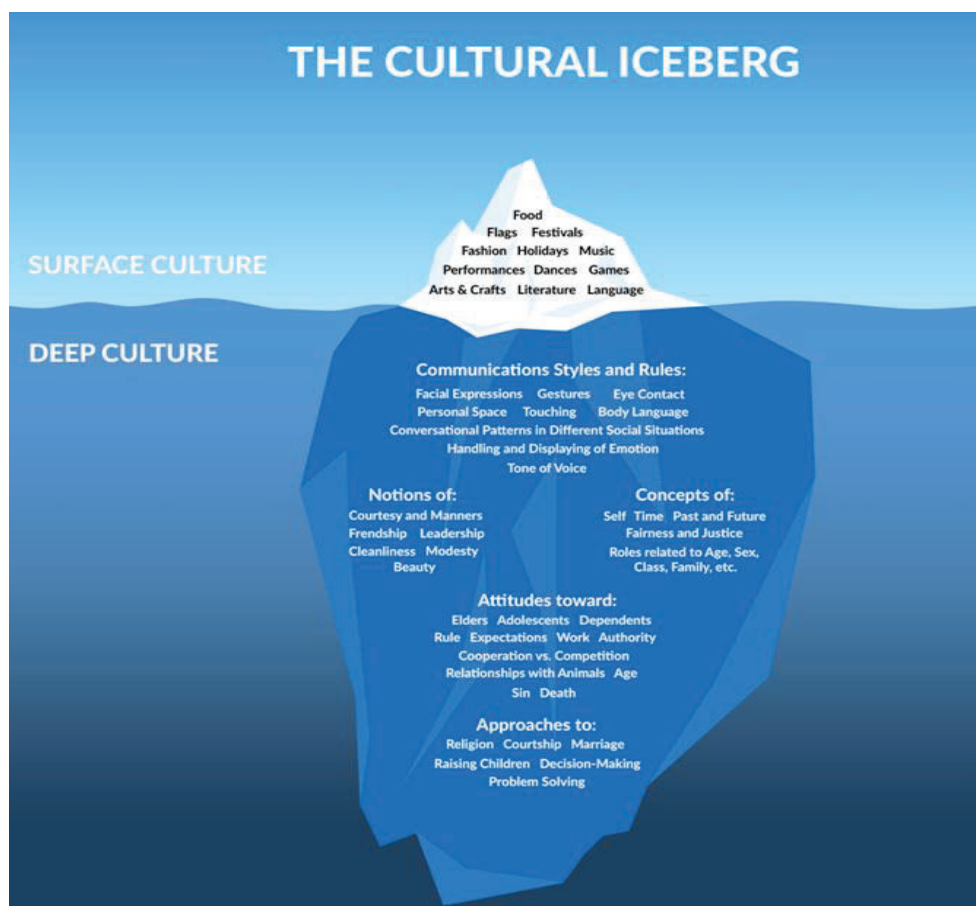 THE CULTURAL ICEBERG
Food
Flags Festivals
Fashion Holidays Music
Performances Dances Games
Arts & Crafts Literature Language
SURFACE CULTURE
DEEP CULTURE
Communications Styles and Rules:
Facial Expressions Gestures Eye Contact
Personal Space Touching Body Language
Conversational Patterns in Different Social Situations
Handling and Displaying of Emotion
Tone of Voice
Notions of:
Courtesy and Manners
Frendship Leadership
Cleanliness Modesty
Beauty
Concepts of:
Self Time Past and Future
Fairness and Justice
Roles related to Age, Sex,
Class, Family, etc.
Attitudes toward:
Elders Adolescents Dependents
Rule Expectations Work Authority
Cooperation vs. Competition
Relationships with Animals Age
Sin Death
Approaches to:
Religion Courtship Marriage
Raising Children Decision-Making
Problem Solving